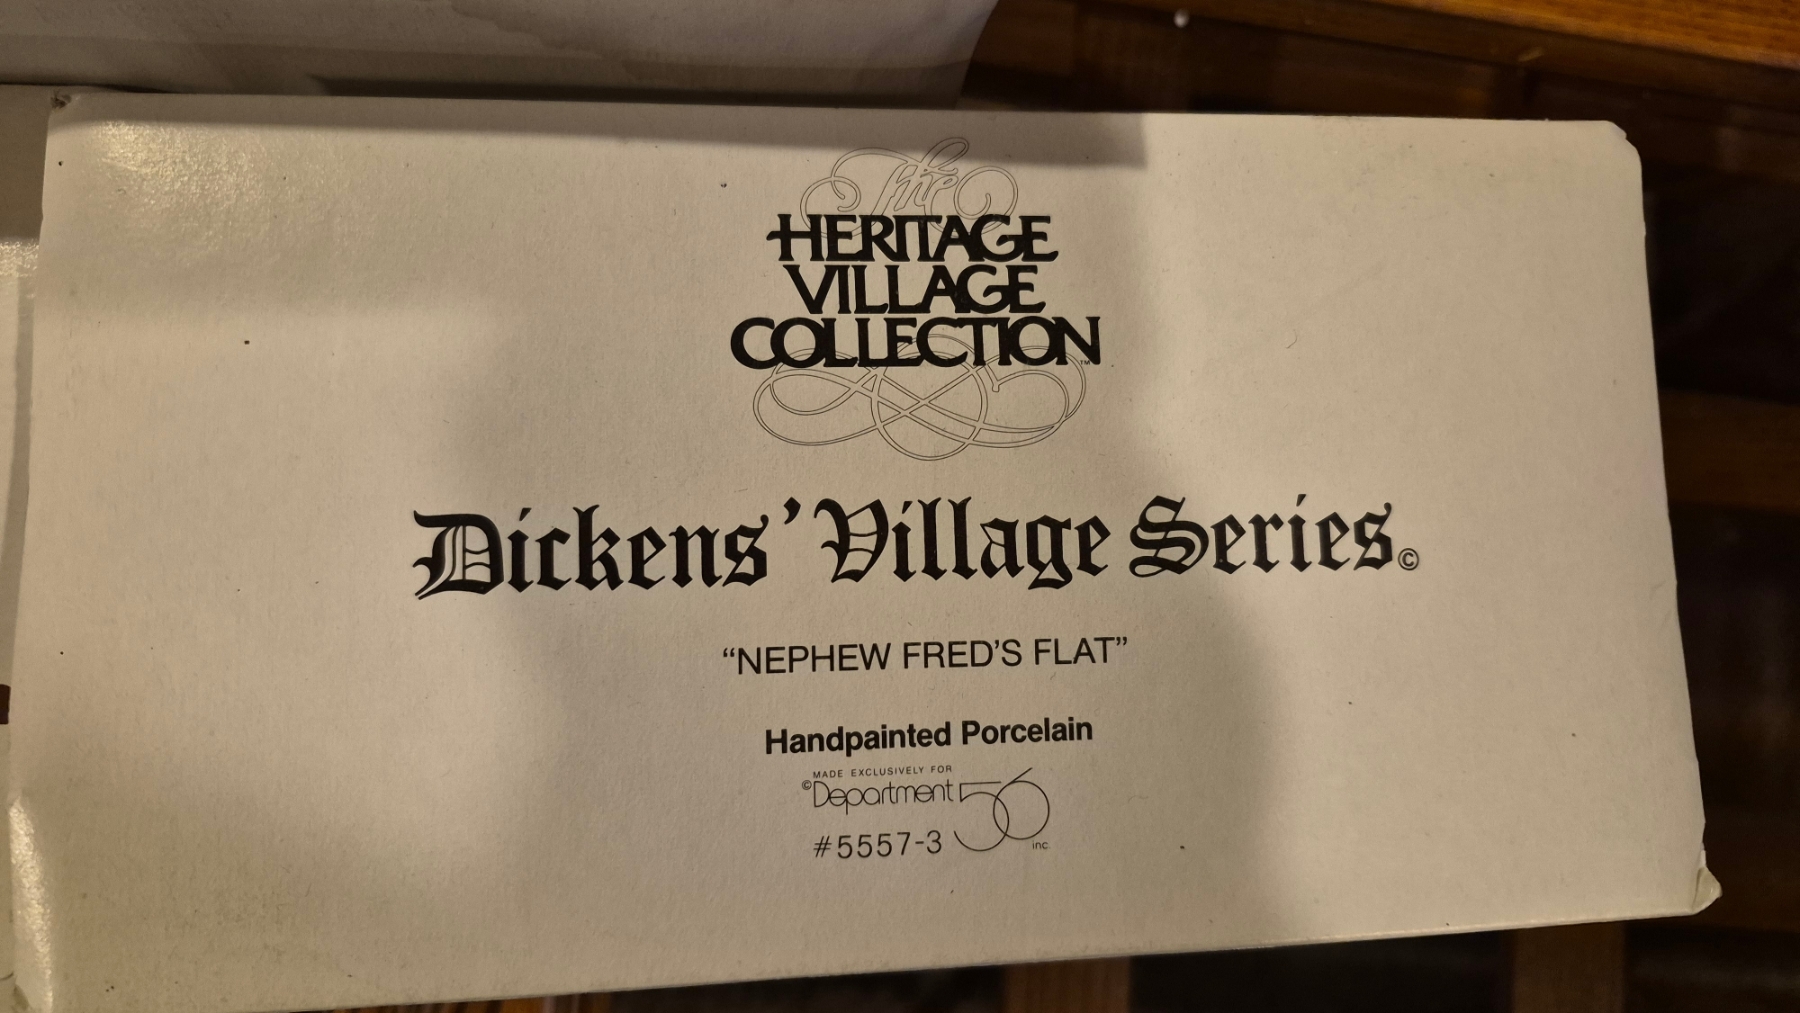 The
HERITAGE
VILLAGE
COLLECTION™
Dickens' Village Series©
“NEPHEW FRED’S FLAT”
Handpainted Porcelain
MADE EXCLUSIVELY FOR
©Department 56 inc.
#5557-3